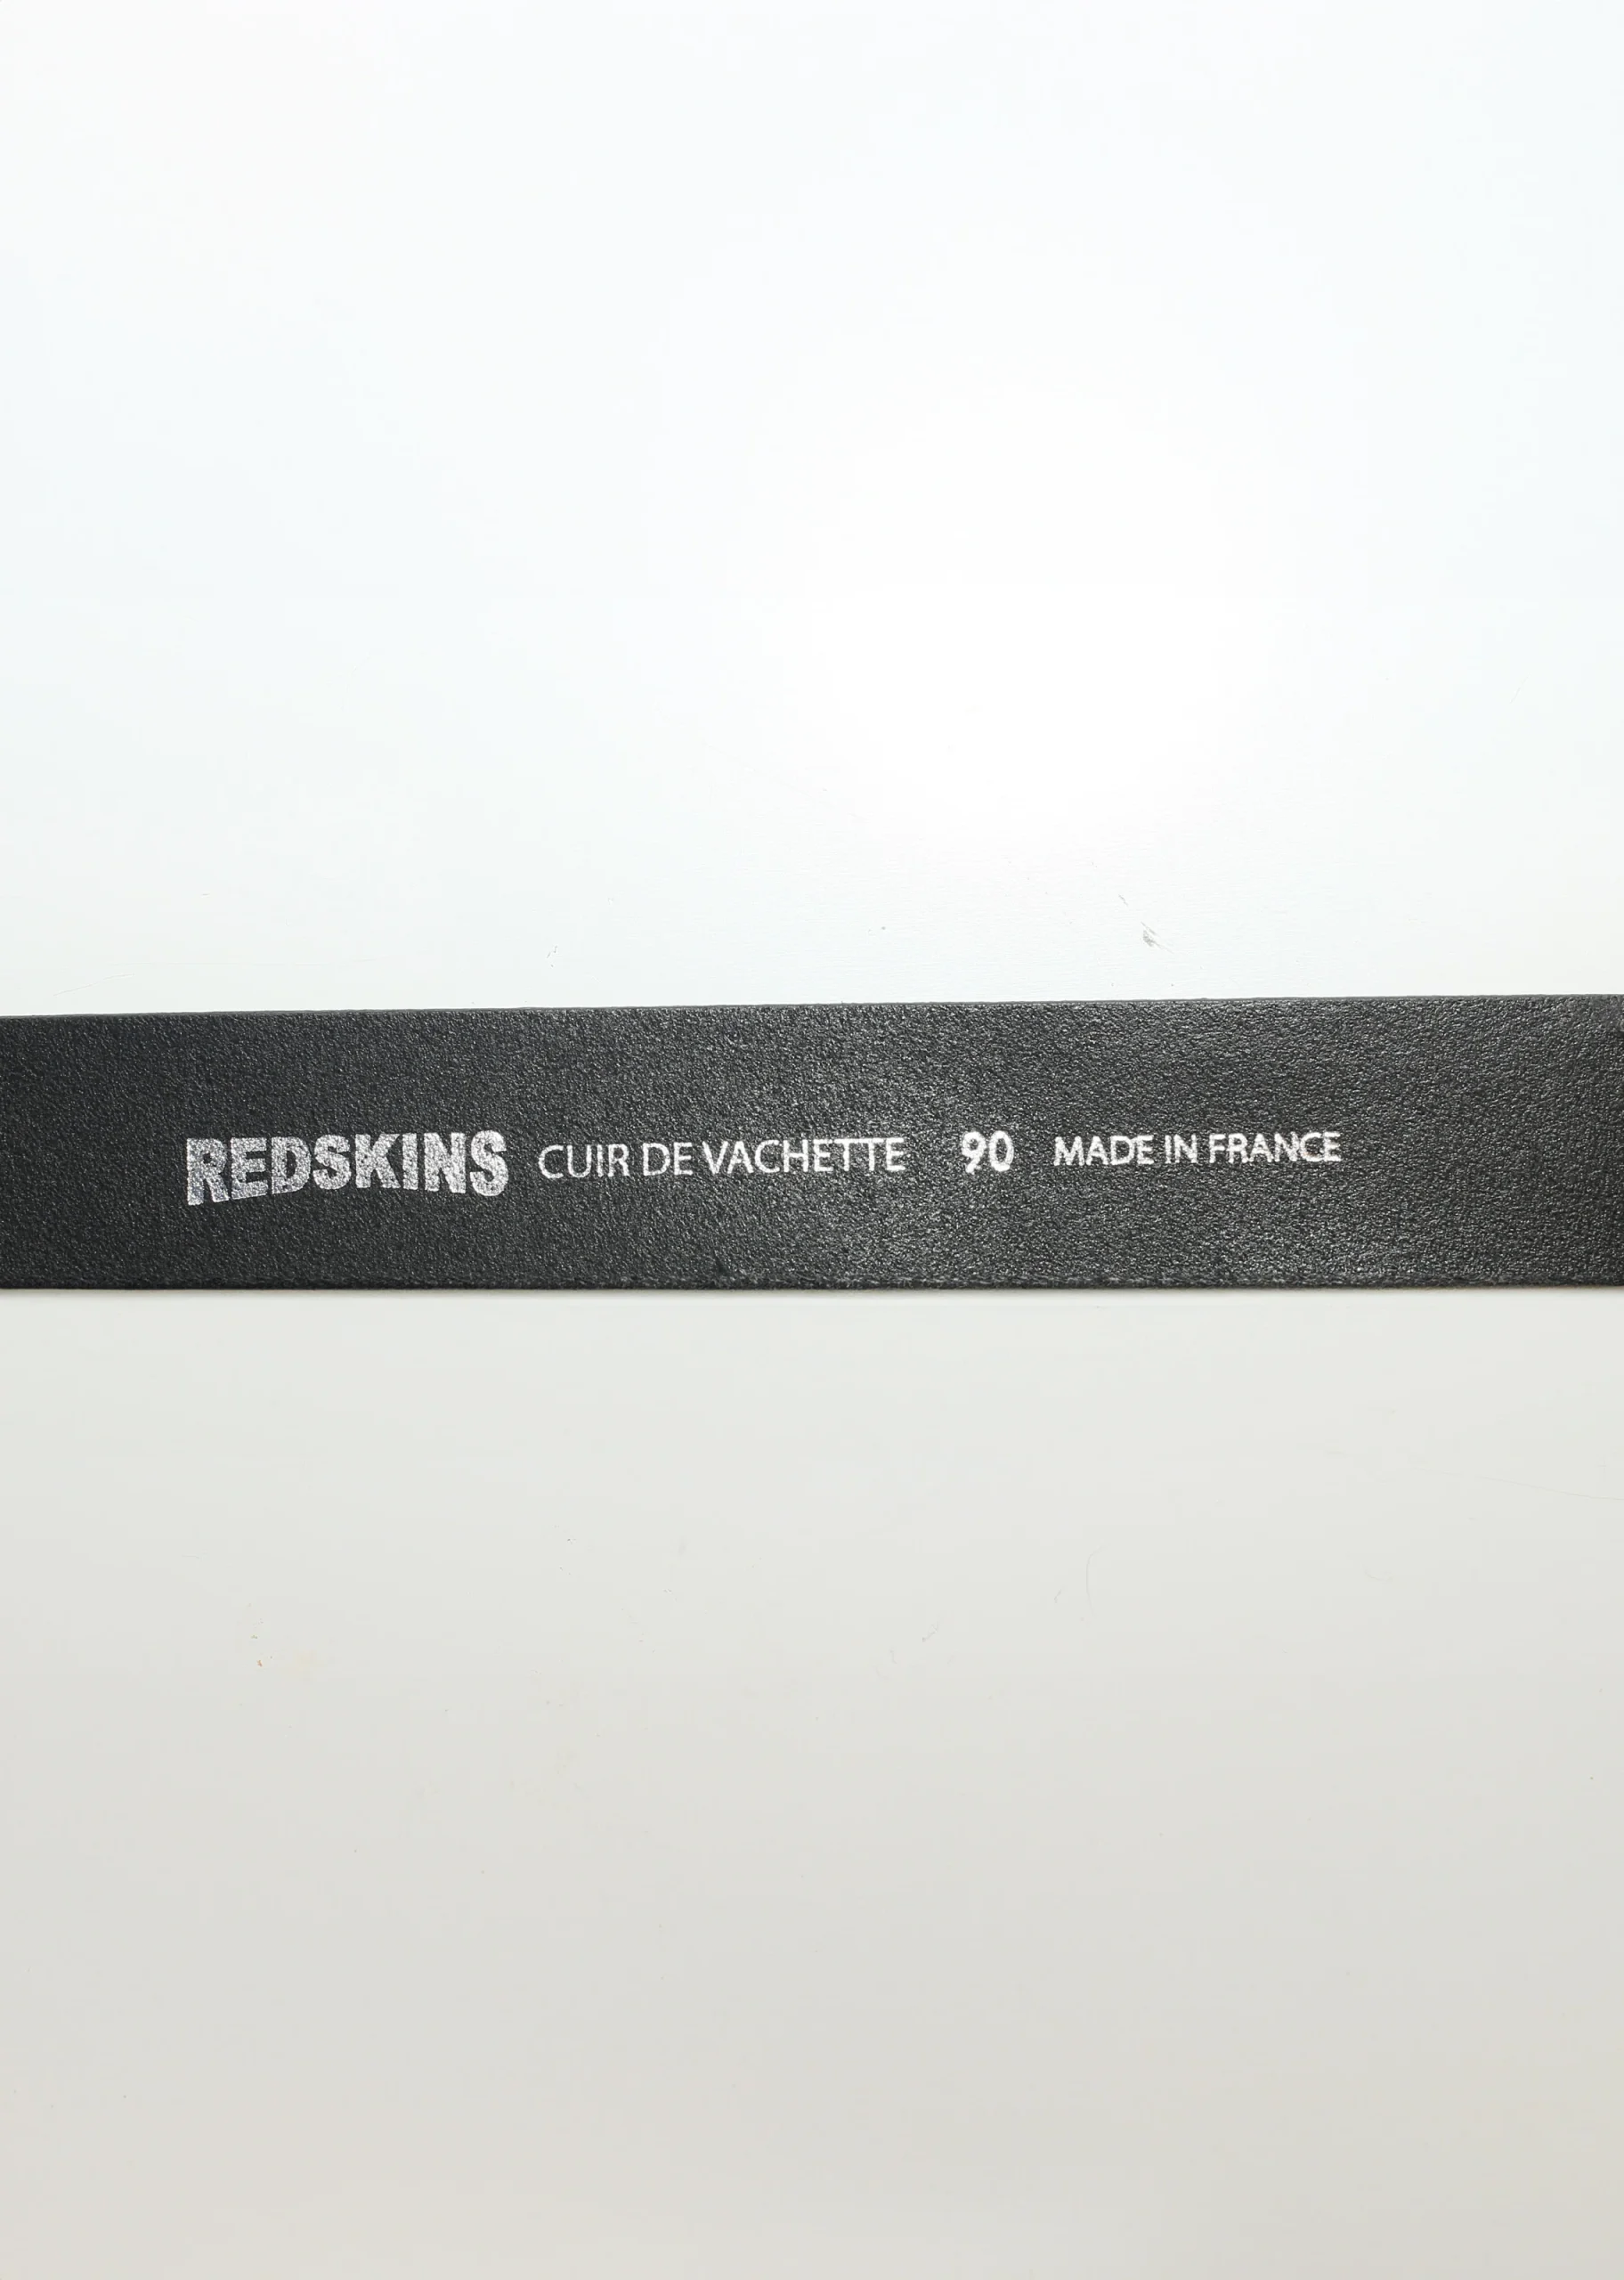 REDSKINS CUIR DE VACHETTE 90 MADE IN FRANCE